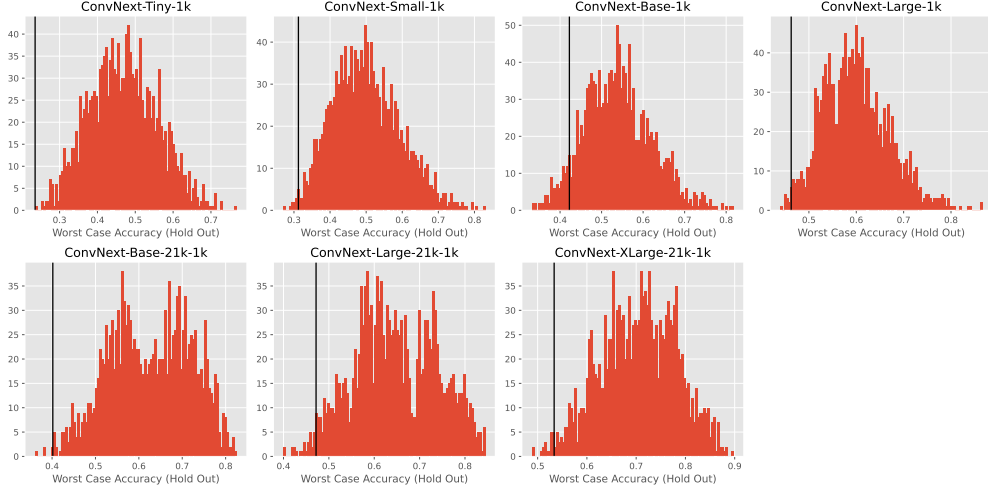 ConvNext-Tiny-1k
ConvNext-Small-1k
ConvNext-Base-1k
ConvNext-Large-1k
40
35
30
25
20
15
10
5
0
0.3 0.4 0.5 0.6 0.7
Worst Case Accuracy (Hold Out)
40
30
20
10
0
0.3 0.4 0.5 0.6 0.7 0.8
Worst Case Accuracy (Hold Out)
50
40
30
20
10
0
0.4 0.5 0.6 0.7 0.8
Worst Case Accuracy (Hold Out)
40
30
20
10
0
0.5 0.6 0.7 0.8
Worst Case Accuracy (Hold Out)
ConvNext-Base-21k-1k
ConvNext-Large-21k-1k
ConvNext-XLarge-21k-1k
35
30
25
20
15
10
5
0
0.4 0.5 0.6 0.7 0.8
Worst Case Accuracy (Hold Out)
35
30
25
20
15
10
5
0
0.4 0.5 0.6 0.7 0.8
Worst Case Accuracy (Hold Out)
35
30
25
20
15
10
5
0
0.5 0.6 0.7 0.8 0.9
Worst Case Accuracy (Hold Out)